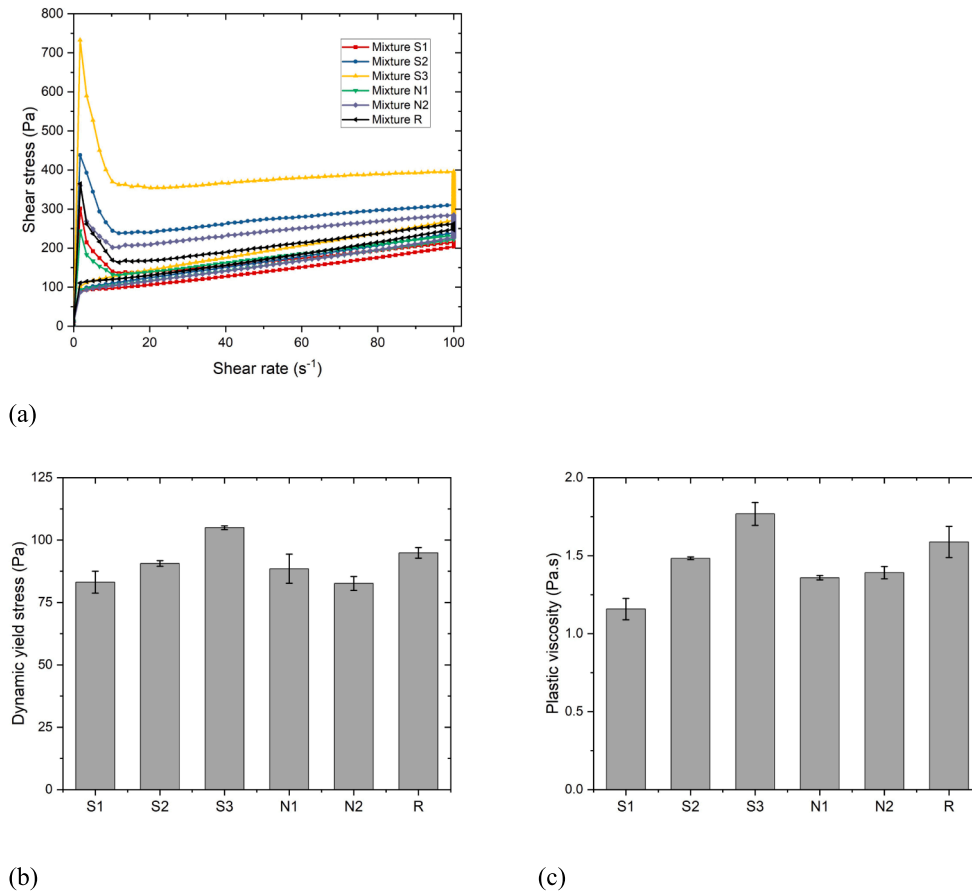 800
700
600
500
400
300
200
100
0
Shear stress (Pa)
Mixture S1
Mixture S2
Mixture S3
Mixture N1
Mixture N2
Mixture R
0 20 40 60 80 100
Shear rate (s⁻¹)
(a)
125
100
75
50
25
0
Dynamic yield stress (Pa)
S1 S2 S3 N1 N2 R
(b)
2.0
1.5
1.0
0.5
0.0
Plastic viscosity (Pa.s)
S1 S2 S3 N1 N2 R
(c)